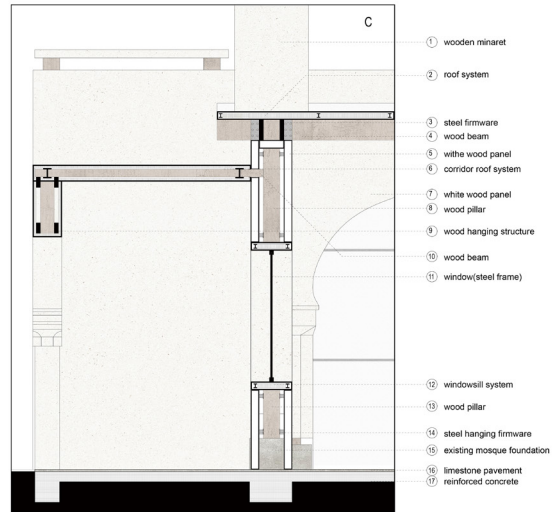 C
1 wooden minaret
2 roof system
3 steel firmware
4 wood beam
5 withe wood panel
6 corridor roof system
7 white wood panel
8 wood pillar
9 wood hanging structure
10 wood beam
11 window(steel frame)
12 windowsill system
13 wood pillar
14 steel hanging firmware
15 existing mosque foundation
16 limestone pavement
17 reinforced concrete